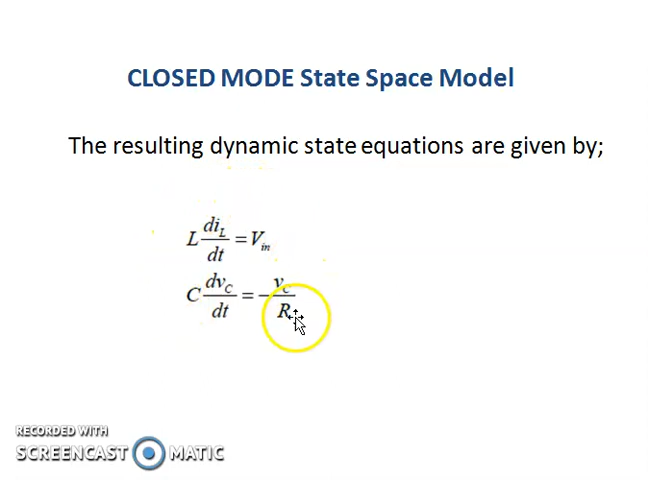 CLOSED MODE State Space Model
The resulting dynamic state equations are given by;
L di_L/dt = V_in
C dv_C/dt = - v_C/R
RECORDED WITH
SCREENCAST MATIC